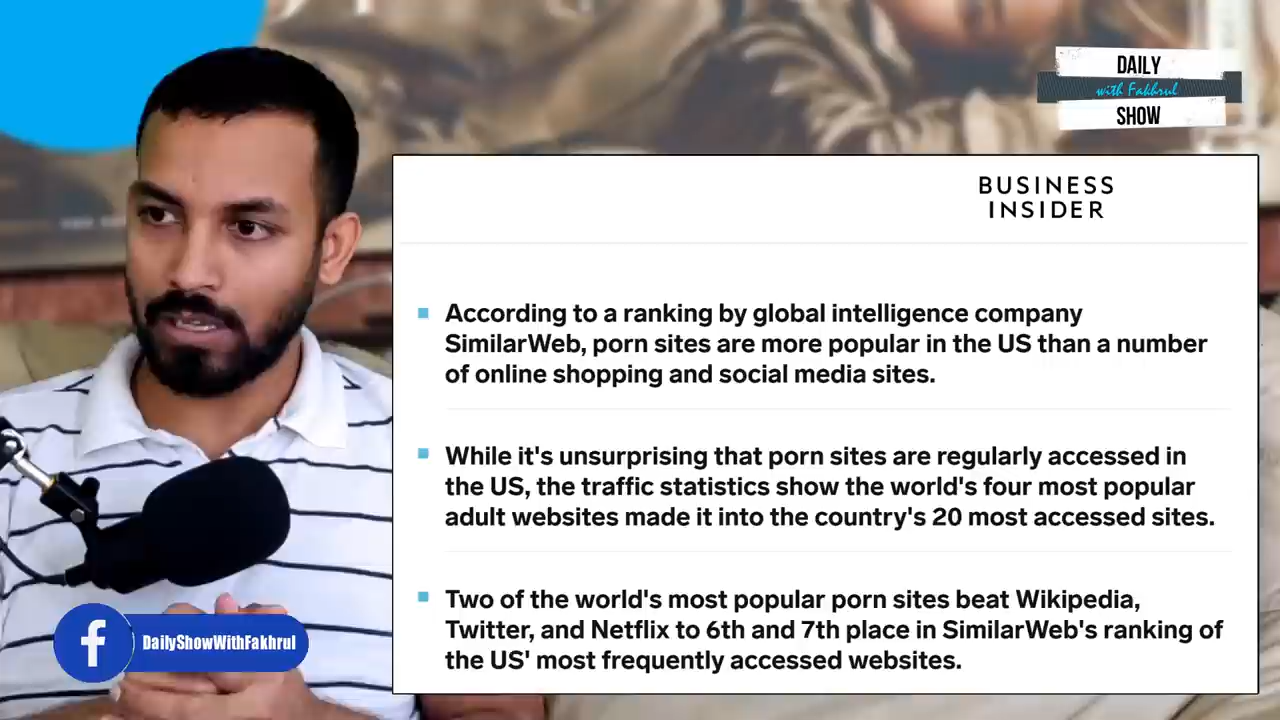 DAILY
with Fakhrul
SHOW
BUSINESS
INSIDER
According to a ranking by global intelligence company
SimilarWeb, porn sites are more popular in the US than a number
of online shopping and social media sites.
While it's unsurprising that porn sites are regularly accessed in
the US, the traffic statistics show the world's four most popular
adult websites made it into the country's 20 most accessed sites.
Two of the world's most popular porn sites beat Wikipedia,
Twitter, and Netflix to 6th and 7th place in SimilarWeb's ranking of
the US' most frequently accessed websites.
f
DailyShowWithFakhrul